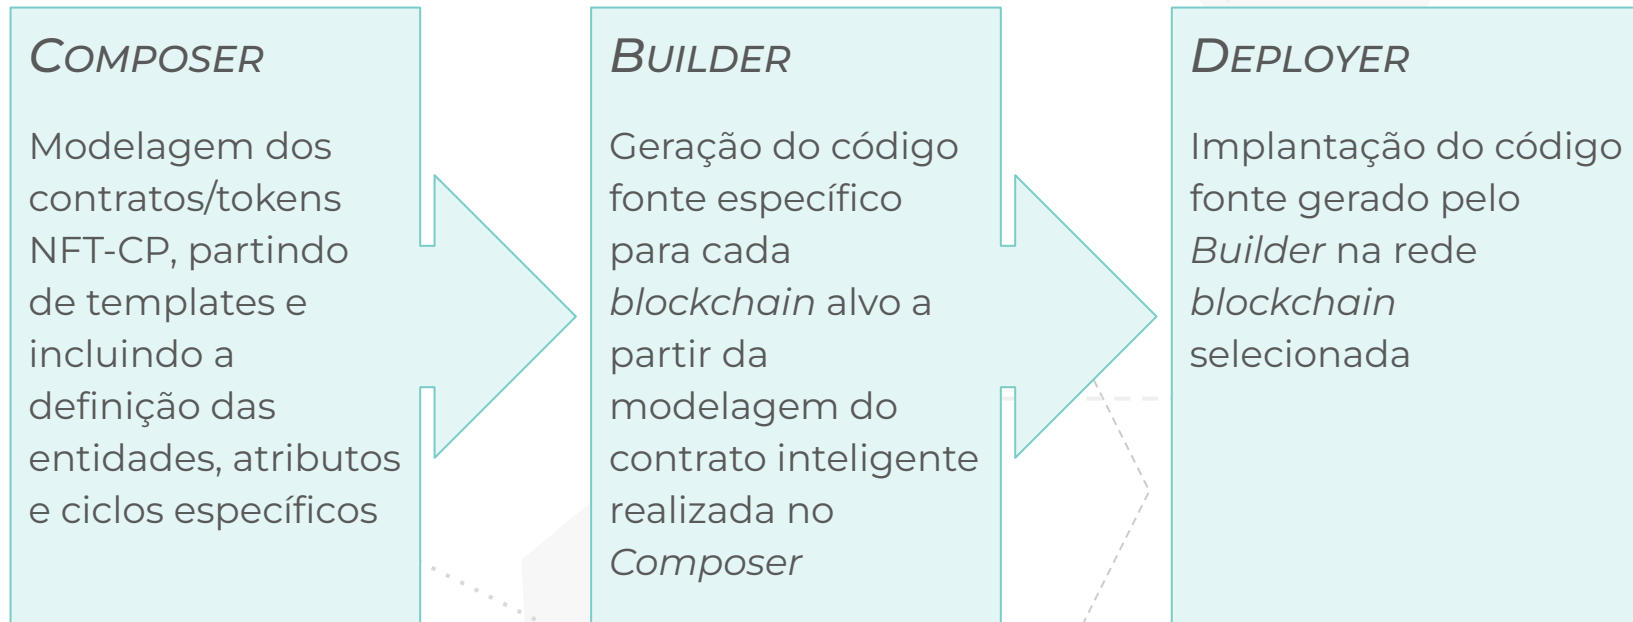 COMPOSER
Modelagem dos
contratos/tokens
NFT-CP, partindo
de templates e
incluindo a
definição das
entidades, atributos
e ciclos específicos
BUILDER
Geração do código
fonte específico
para cada
blockchain alvo a
partir da
modelagem do
contrato inteligente
realizada no
Composer
DEPLOYER
Implantação do código
fonte gerado pelo
Builder na rede
blockchain
selecionada